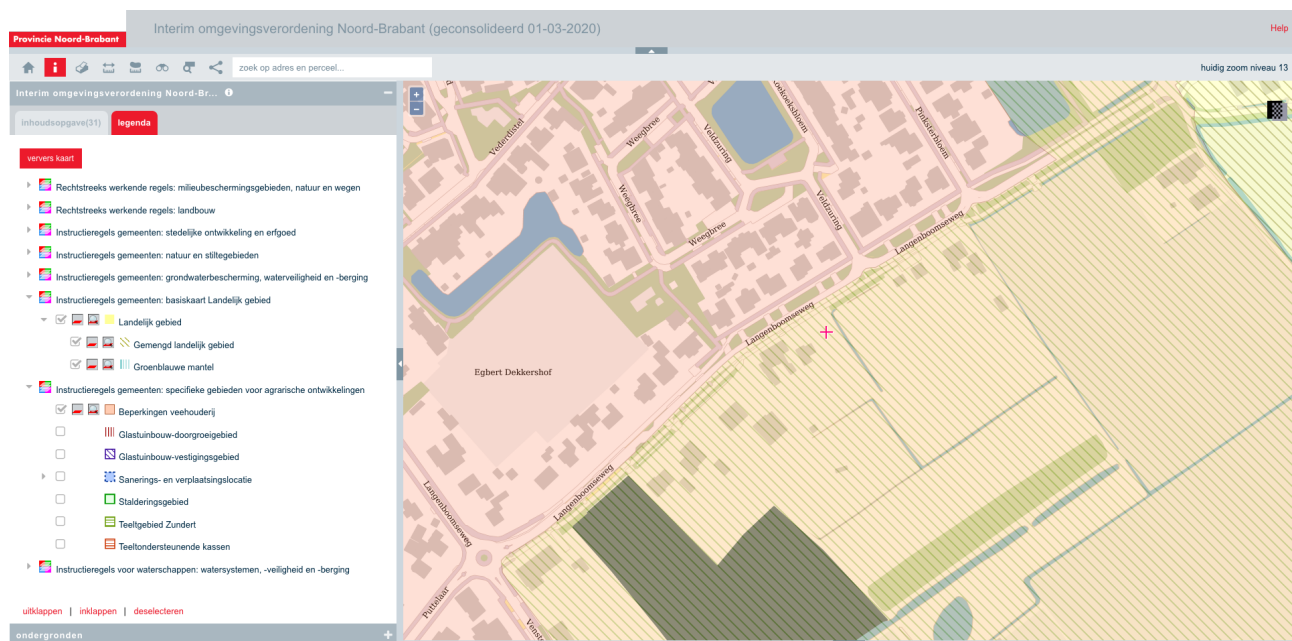 Interim omgevingsverordening Noord-Brabant (geconsolideerd 01-03-2020)
Help
Provincie Noord-Brabant
zoek op adres en perceel...
huidig zoom niveau 13
Interim omgevingsverordening Noord-Br...
inhoudsopgave(31)
legenda
ververs kaart
Rechtstreeks werkende regels: milieubeschermingsgebieden, natuur en wegen
Rechtstreeks werkende regels: landbouw
Instructieregels gemeenten: stedelijke ontwikkeling en erfgoed
Instructieregels gemeenten: natuur en stiltegebieden
Instructieregels gemeenten: grondwaterbescherming, waterveiligheid en -berging
Instructieregels gemeenten: basiskaart Landelijk gebied
Landelijk gebied
Gemengd landelijk gebied
Groenblauwe mantel
Instructieregels gemeenten: specifieke gebieden voor agrarische ontwikkelingen
Beperkingen veehouderij
Glastuinbouw-doorgroeigebied
Glastuinbouw-vestigingsgebied
Sanerings- en verplaatsingslocatie
Stalderingsgebied
Teeltgebied Zundert
Teeltondersteunende kassen
Instructieregels voor waterschappen: watersystemen, -veiligheid en -berging
uitklappen | inklappen | deselecteren
ondergronden
Vederdistel
Weegbree
Veldzuring
Koekoeksbloem
Pinksterbloem
Weegbree
Weegbree
Veldzuring
Langenboomseweg
Langenboomseweg
Egbert Dekkershof
Langenboomseweg
Langenboomseweg
Langenboomseweg
Puttelaar